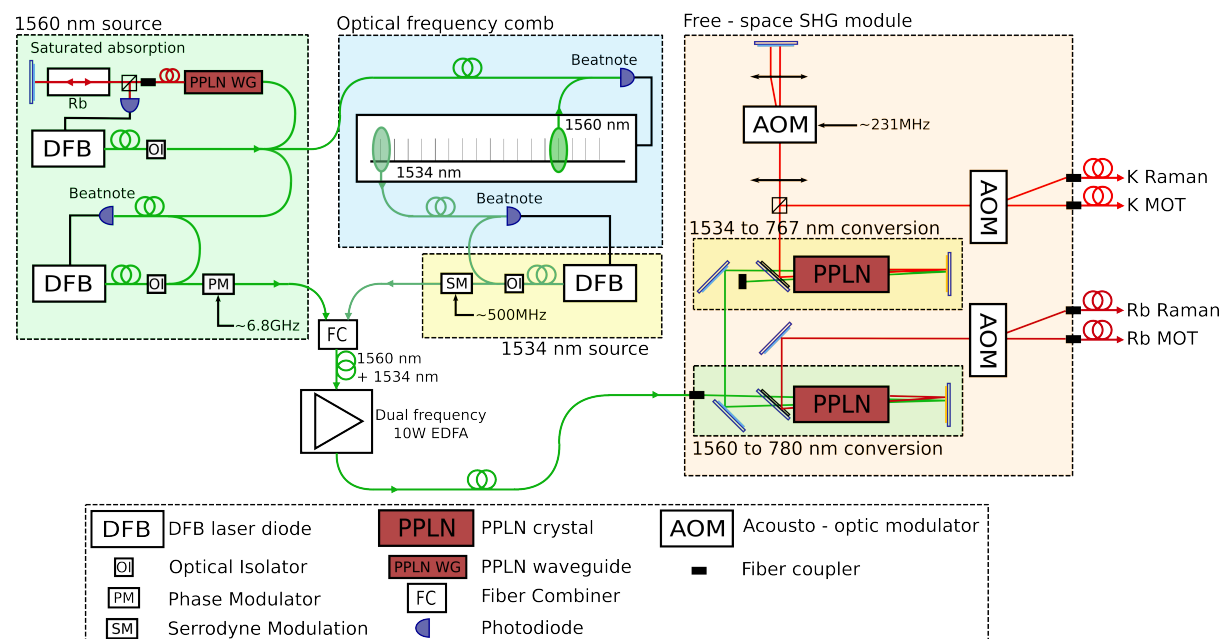 1560 nm source
Saturated absorption
Rb
PPLN WG
DFB
OI
Beatnote
DFB
OI
PM
~6.8GHz
Optical frequency comb
Beatnote
1560 nm
1534 nm
Beatnote
SM
OI
DFB
~500MHz
1534 nm source
FC
1560 nm
+ 1534 nm
Dual frequency
10W EDFA
Free - space SHG module
AOM
~231MHz
AOM
K Raman
K MOT
1534 to 767 nm conversion
PPLN
AOM
Rb Raman
Rb MOT
PPLN
1560 to 780 nm conversion
DFB DFB laser diode
PPLN PPLN crystal
AOM Acousto - optic modulator
OI Optical Isolator
PPLN WG PPLN waveguide
Fiber coupler
PM Phase Modulator
FC Fiber Combiner
SM Serrodyne Modulation
Photodiode